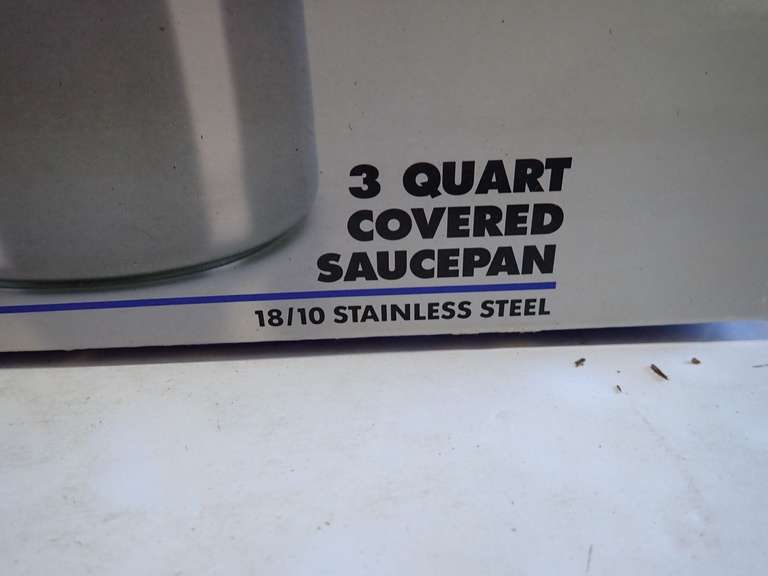 3 QUART
COVERED
SAUCEPAN
18/10 STAINLESS STEEL